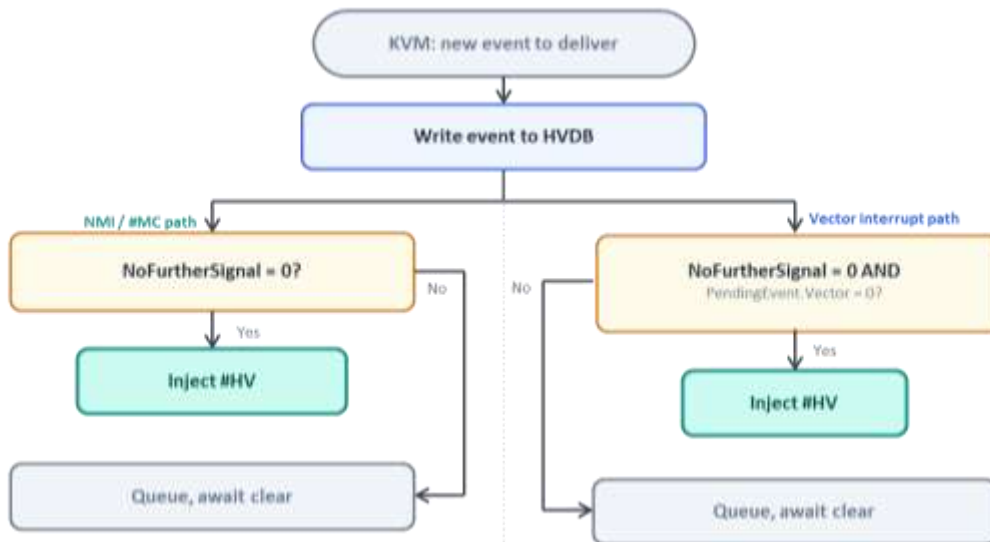 KVM: new event to deliver
Write event to HVDB
NMI / #MC path
NoFurtherSignal = 0?
No
Yes
Inject #HV
Queue, await clear
Vector Interrupt path
NoFurtherSignal = 0 AND
PendingEvent.Vector = 0?
No
Yes
Inject #HV
Queue, await clear